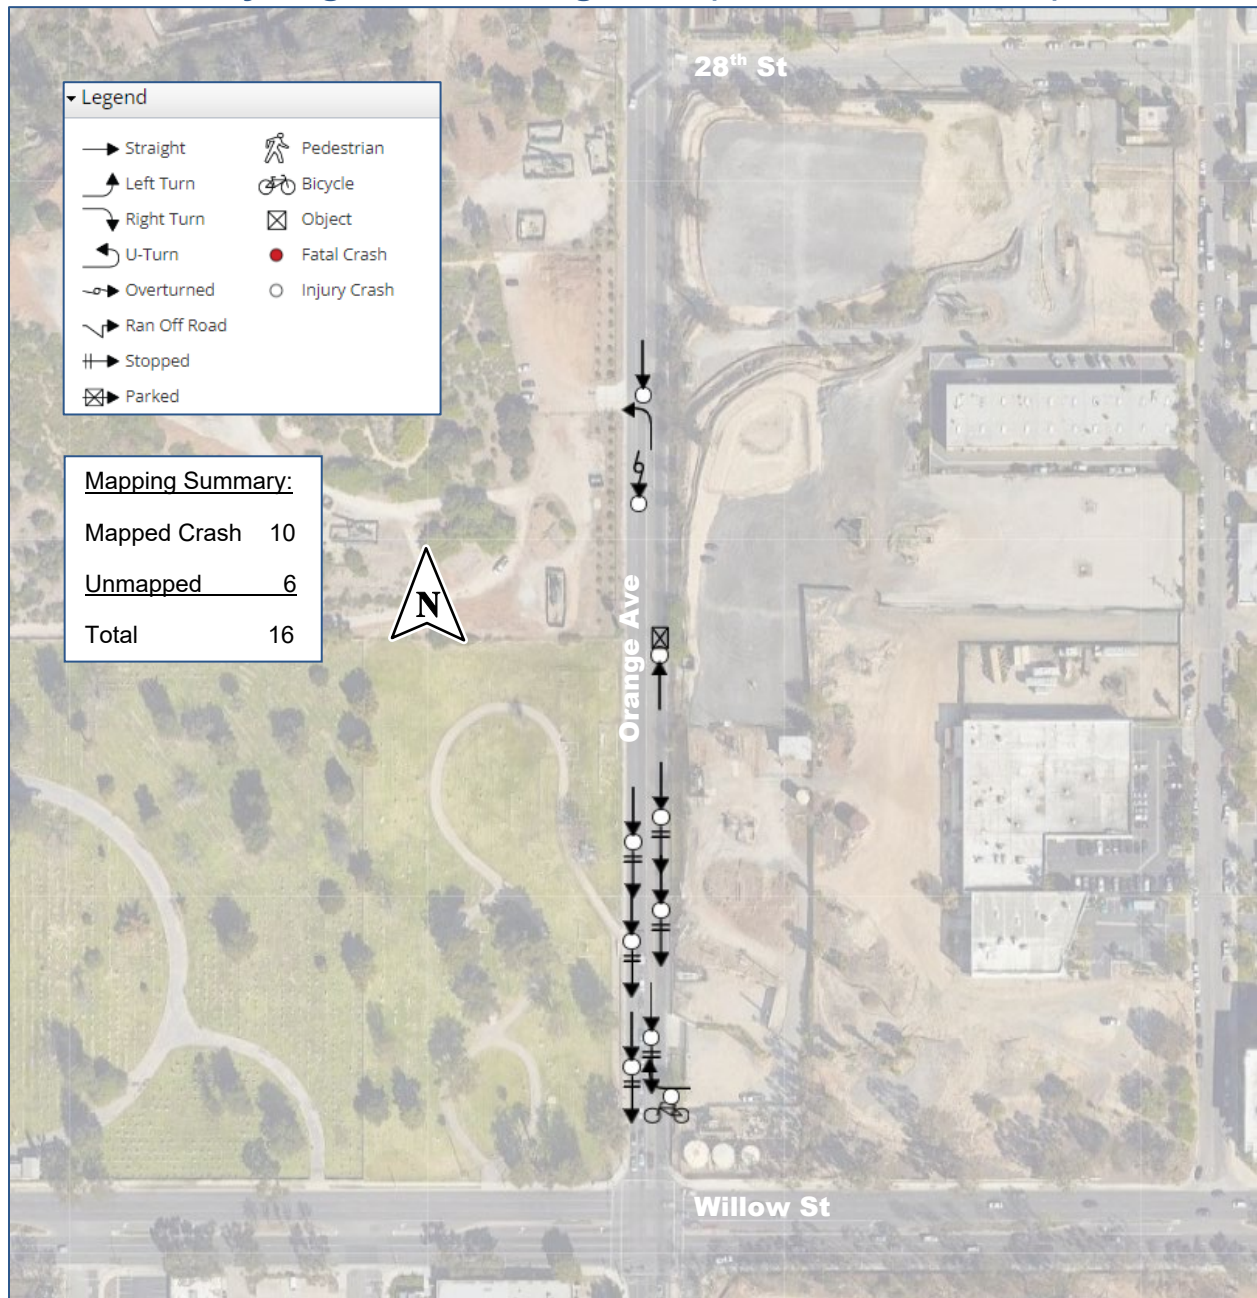 28th St
Legend
Straight
Pedestrian
Left Turn
Bicycle
Right Turn
Object
U-Turn
Fatal Crash
Overturned
Injury Crash
Ran Off Road
Stopped
Parked
Mapping Summary:
Mapped Crash 10
Unmapped 6
Total 16
N
Orange Ave
Willow St